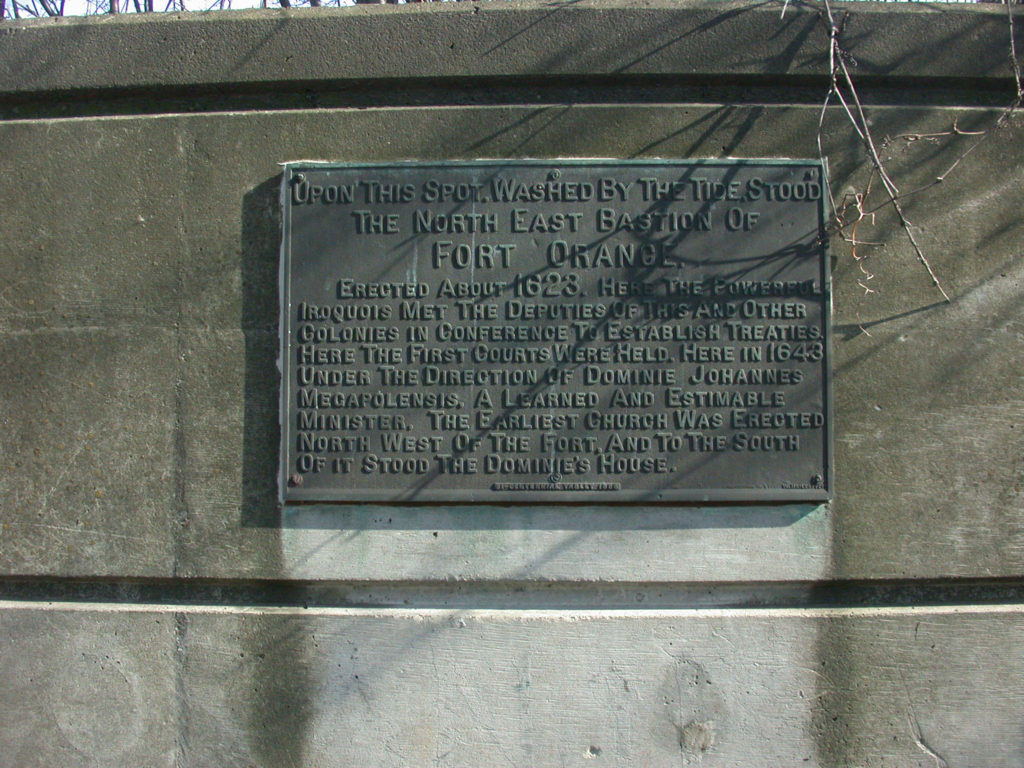 UPON THIS SPOT, WASHED BY THE TIDE, STOOD
THE NORTH EAST BASTION OF
FORT ORANGE.
ERECTED ABOUT 1623. HERE THE POWERFUL
IROQUOIS MET THE DEPUTIES OF THIS AND OTHER
COLONIES IN CONFERENCE TO ESTABLISH TREATIES.
HERE THE FIRST COURTS WERE HELD. HERE IN 1643
UNDER THE DIRECTION OF DOMINIE JOHANNES
MEGAPOLENSIS, A LEARNED AND ESTIMABLE
MINISTER, THE EARLIEST CHURCH WAS ERECTED
NORTH WEST OF THE FORT, AND TO THE SOUTH
OF IT STOOD THE DOMINIE'S HOUSE.
BI-CENTENNIAL TABLET